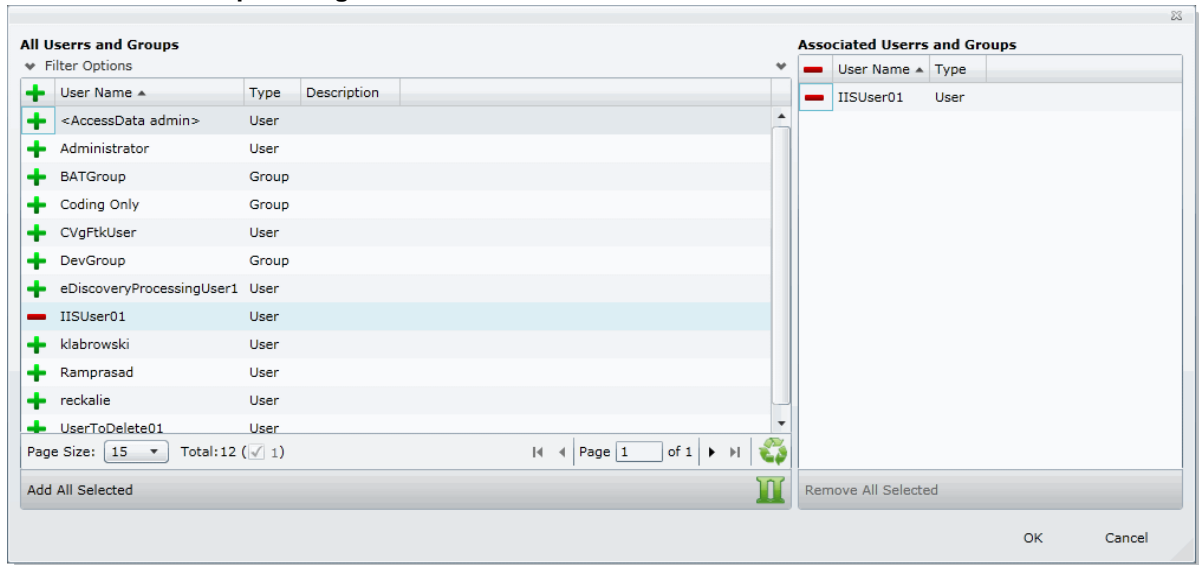 All Userrs and Groups
Filter Options
User Name Type Description
<AccessData admin> User
Administrator User
BATGroup Group
Coding Only Group
CVgFtkUser User
DevGroup Group
eDiscoveryProcessingUser1 User
IISUser01 User
klabrowski User
Ramprasad User
reckalie User
UserToDelete01 User
Page Size: 15 Total:12 ( 1) Page 1 of 1
Add All Selected
Associated Userrs and Groups
User Name Type
IISUser01 User
Remove All Selected
OK Cancel